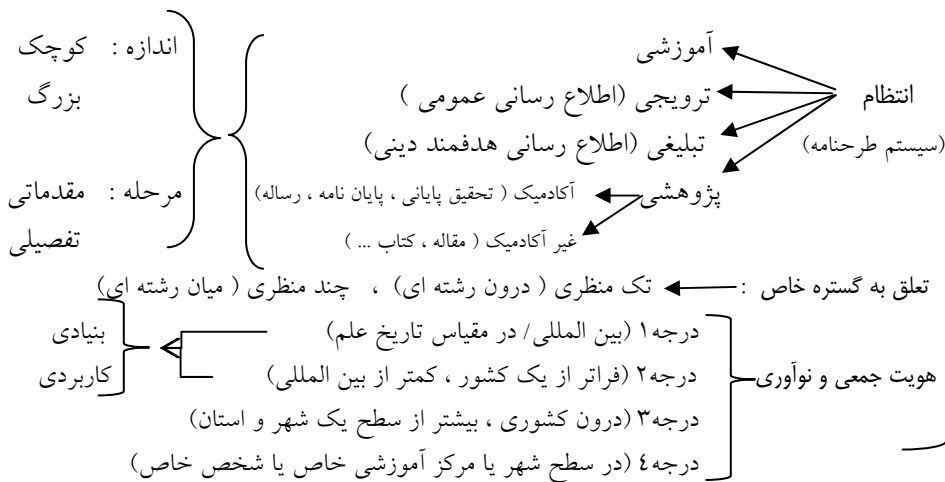 آموزشی اندازه : کوچک
انتظام ترویجی (اطلاع رسانی عمومی ) بزرگ
(سیستم طرحنامه) تبلیغی (اطلاع رسانی هدفمند دینی)
پژوهشی آکادمیک ( تحقیق پایانی ، پایان نامه ، رساله) مرحله : مقدماتی
غیر آکادمیک ( مقاله ، کتاب ... ) تفصیلی
تعلق به گستره خاص : تک منظری ( درون رشته ای) ، چند منظری ( میان رشته ای)
درجه۱ (بین المللی/ در مقیاس تاریخ علم) بنیادی
هویت جمعی و نوآوری درجه۲ (فراتر از یک کشور ، کمتر از بین المللی) کاربردی
درجه۳ (درون کشوری ، بیشتر از سطح یک شهر و استان)
درجه٤ (در سطح شهر یا مرکز آموزشی خاص یا شخص خاص)